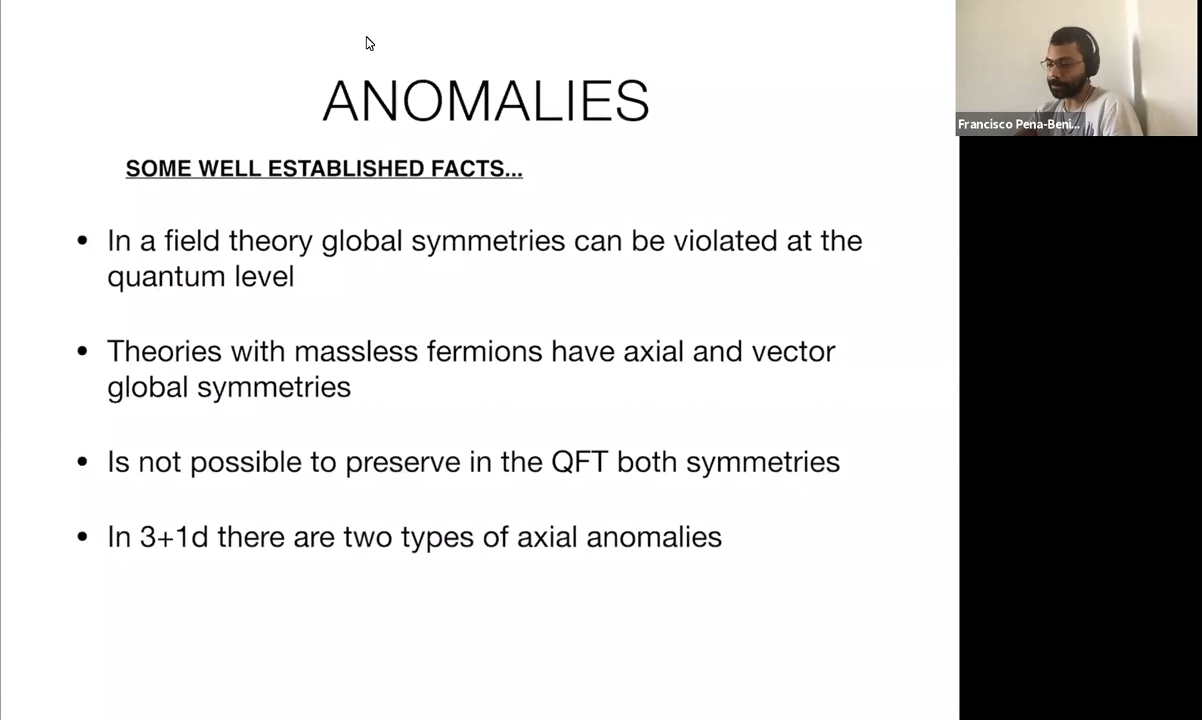 ANOMALIES
SOME WELL ESTABLISHED FACTS...
• In a field theory global symmetries can be violated at the
quantum level
• Theories with massless fermions have axial and vector
global symmetries
• Is not possible to preserve in the QFT both symmetries
• In 3+1d there are two types of axial anomalies
Francisco Pena-Beni...